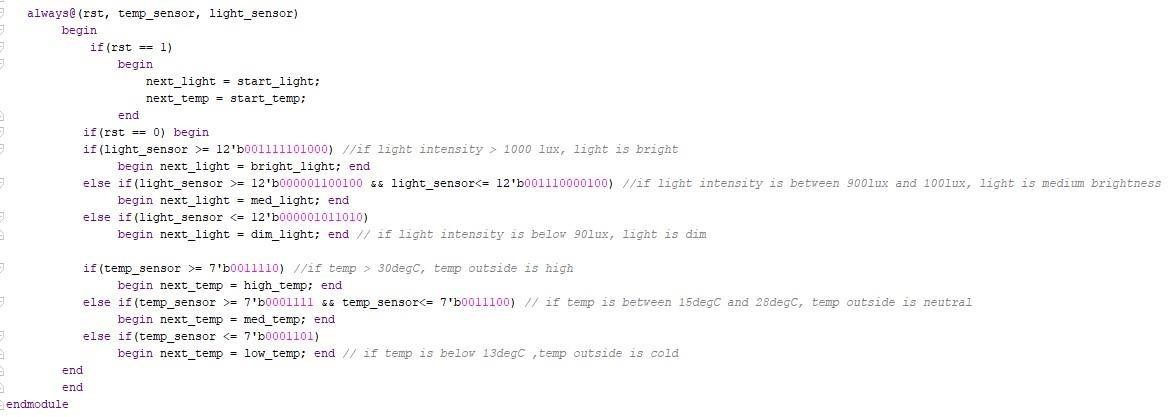 always@(rst, temp_sensor, light_sensor)
begin
if(rst == 1)
begin
next_light = start_light;
next_temp = start_temp;
end
if(rst == 0) begin
if(light_sensor >= 12'b001111101000) //if light intensity > 1000 lux, light is bright
begin next_light = bright_light; end
else if(light_sensor >= 12'b000001100100 && light_sensor<= 12'b001110000100) //if light intensity is between 900lux and 100lux, light is medium brightness
begin next_light = med_light; end
else if(light_sensor <= 12'b000001011010)
begin next_light = dim_light; end // if light intensity is below 90lux, light is dim
if(temp_sensor >= 7'b0011110) //if temp > 30degC, temp outside is high
begin next_temp = high_temp; end
else if(temp_sensor >= 7'b0001111 && temp_sensor<= 7'b0011100) // if temp is between 15degC and 28degC, temp outside is neutral
begin next_temp = med_temp; end
else if(temp_sensor <= 7'b0001101)
begin next_temp = low_temp; end // if temp is below 13degC ,temp outside is cold
end
end
endmodule